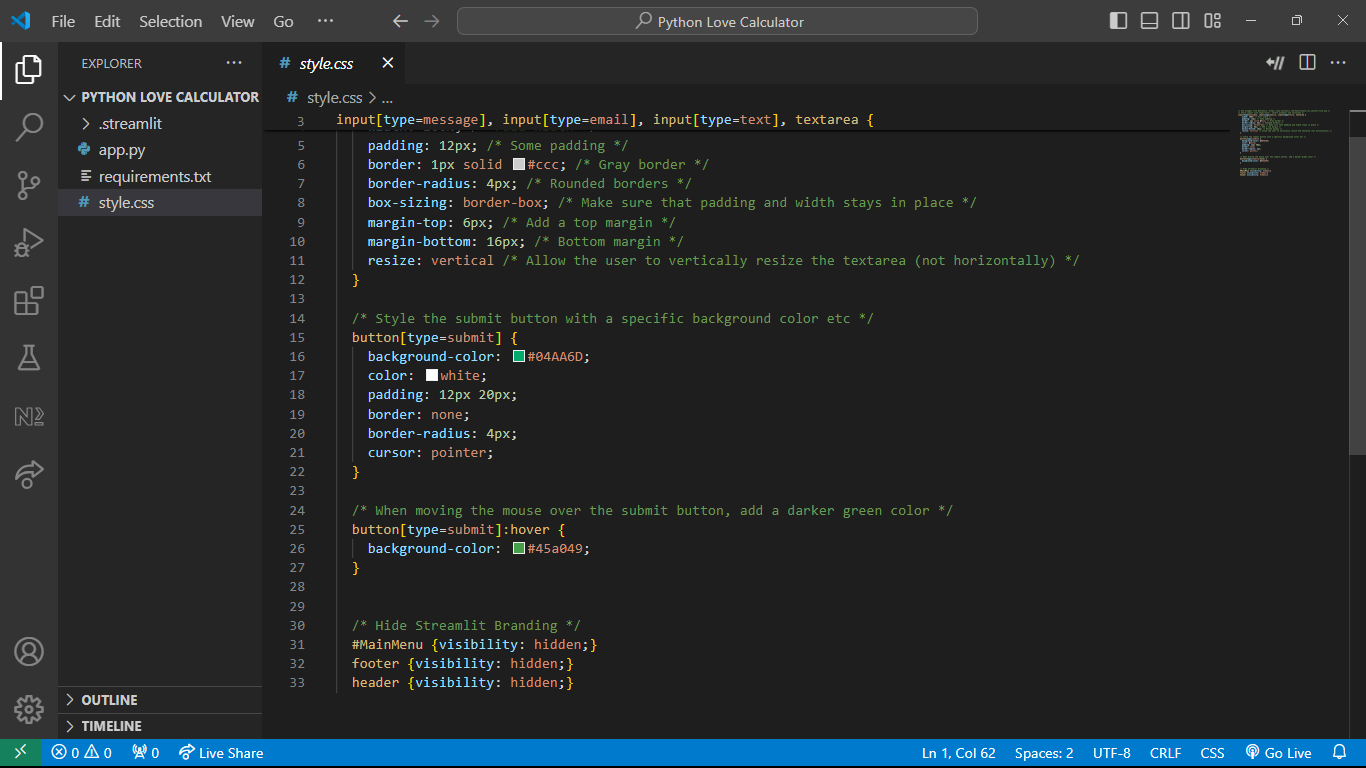 File Edit Selection View Go ··· Python Love Calculator
EXPLORER ···
PYTHON LOVE CALCULATOR
.streamlit
app.py
requirements.txt
# style.css
OUTLINE
TIMELINE
# style.css
# style.css > ...
3 input[type=message], input[type=email], input[type=text], textarea {
5 padding: 12px; /* Some padding */
6 border: 1px solid #ccc; /* Gray border */
7 border-radius: 4px; /* Rounded borders */
8 box-sizing: border-box; /* Make sure that padding and width stays in place */
9 margin-top: 6px; /* Add a top margin */
10 margin-bottom: 16px; /* Bottom margin */
11 resize: vertical /* Allow the user to vertically resize the textarea (not horizontally) */
12 }
13
14 /* Style the submit button with a specific background color etc */
15 button[type=submit] {
16 background-color: #04AA6D;
17 color: white;
18 padding: 12px 20px;
19 border: none;
20 border-radius: 4px;
21 cursor: pointer;
22 }
23
24 /* When moving the mouse over the submit button, add a darker green color */
25 button[type=submit]:hover {
26 background-color: #45a049;
27 }
28
29
30 /* Hide Streamlit Branding */
31 #MainMenu {visibility: hidden;}
32 footer {visibility: hidden;}
33 header {visibility: hidden;}
0 0 0 Live Share Ln 1, Col 62 Spaces: 2 UTF-8 CRLF CSS Go Live